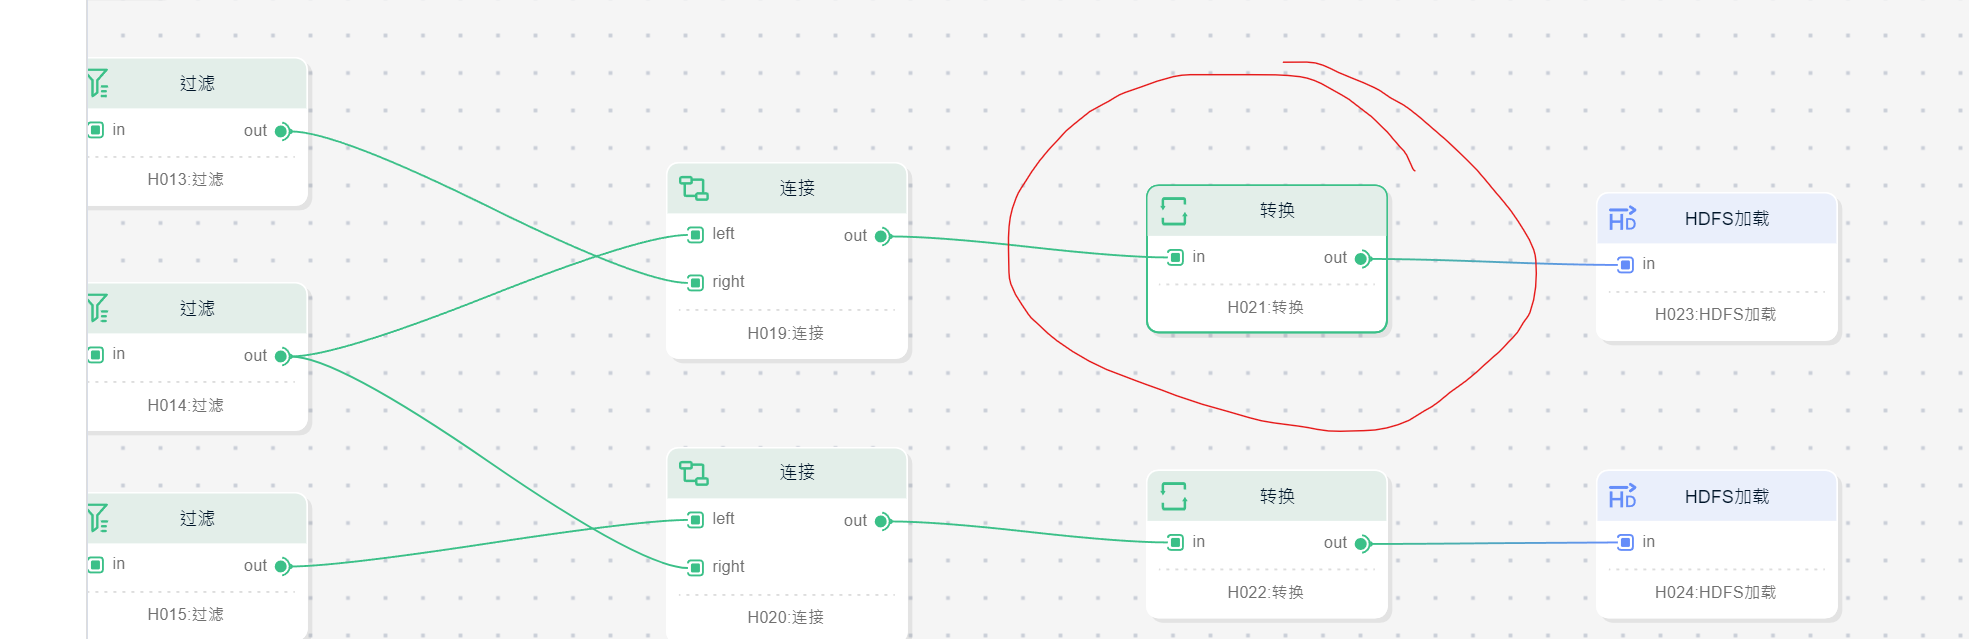 过滤
in out
H013:过滤
过滤
in out
H014:过滤
过滤
in out
H015:过滤
连接
left out
right
H019:连接
连接
left out
right
H020:连接
转换
in out
H021:转换
转换
in out
H022:转换
HD HDFS加载
in
H023:HDFS加载
HD HDFS加载
in
H024:HDFS加载